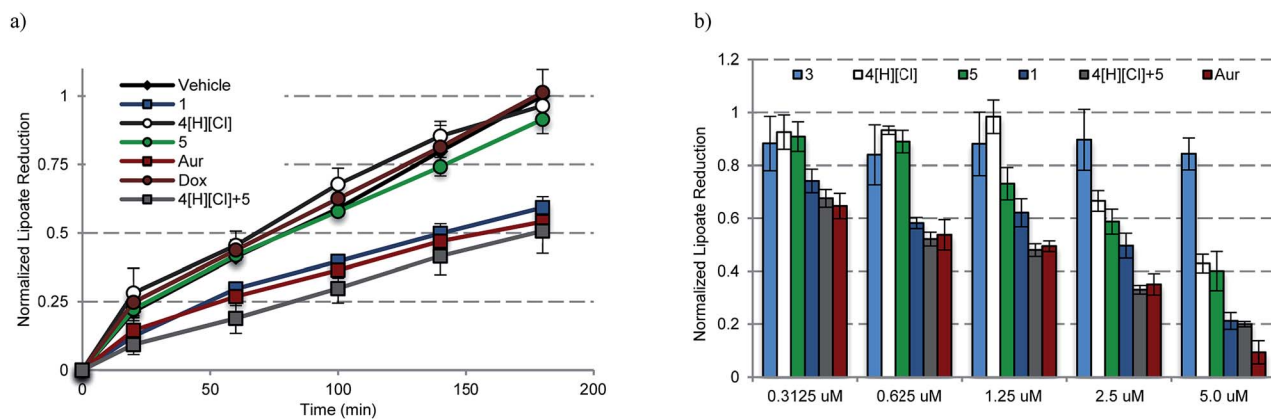 a)
Normalized Lipoate Reduction
1
0.75
0.5
0.25
0
Vehicle
1
4[H][Cl]
5
Aur
Dox
4[H][Cl]+5
0 50 100 150 200
Time (min)
b)
Normalized Lipoate Reduction
1.2
1
0.8
0.6
0.4
0.2
0
3 4[H][Cl] 5 1 4[H][Cl]+5 Aur
0.3125 uM 0.625 uM 1.25 uM 2.5 uM 5.0 uM